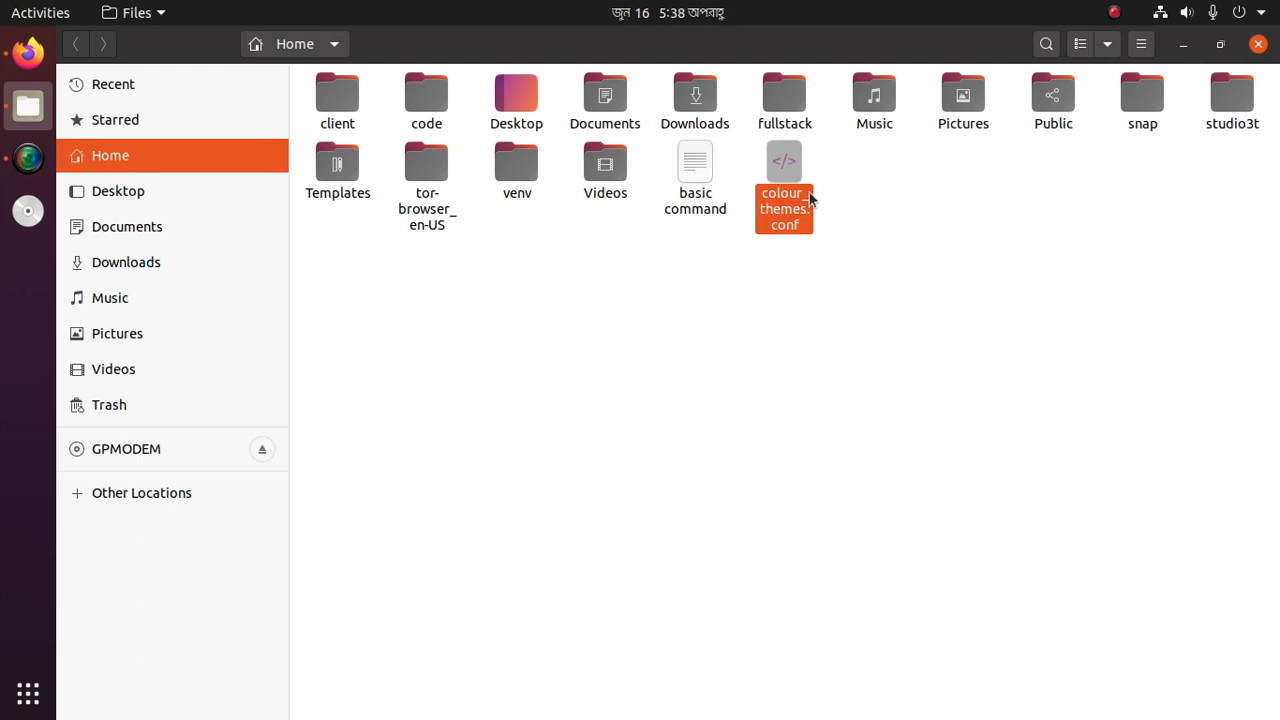 Activities Files জুন 16 5:38 অপরাহ্ণ
Home
Recent
Starred
Home
Desktop
Documents
Downloads
Music
Pictures
Videos
Trash
GPMODEM
Other Locations
client code Desktop Documents Downloads fullstack Music Pictures Public snap studio3t
Templates tor- venv Videos basic colour_
browser_ command themes.
en-US conf